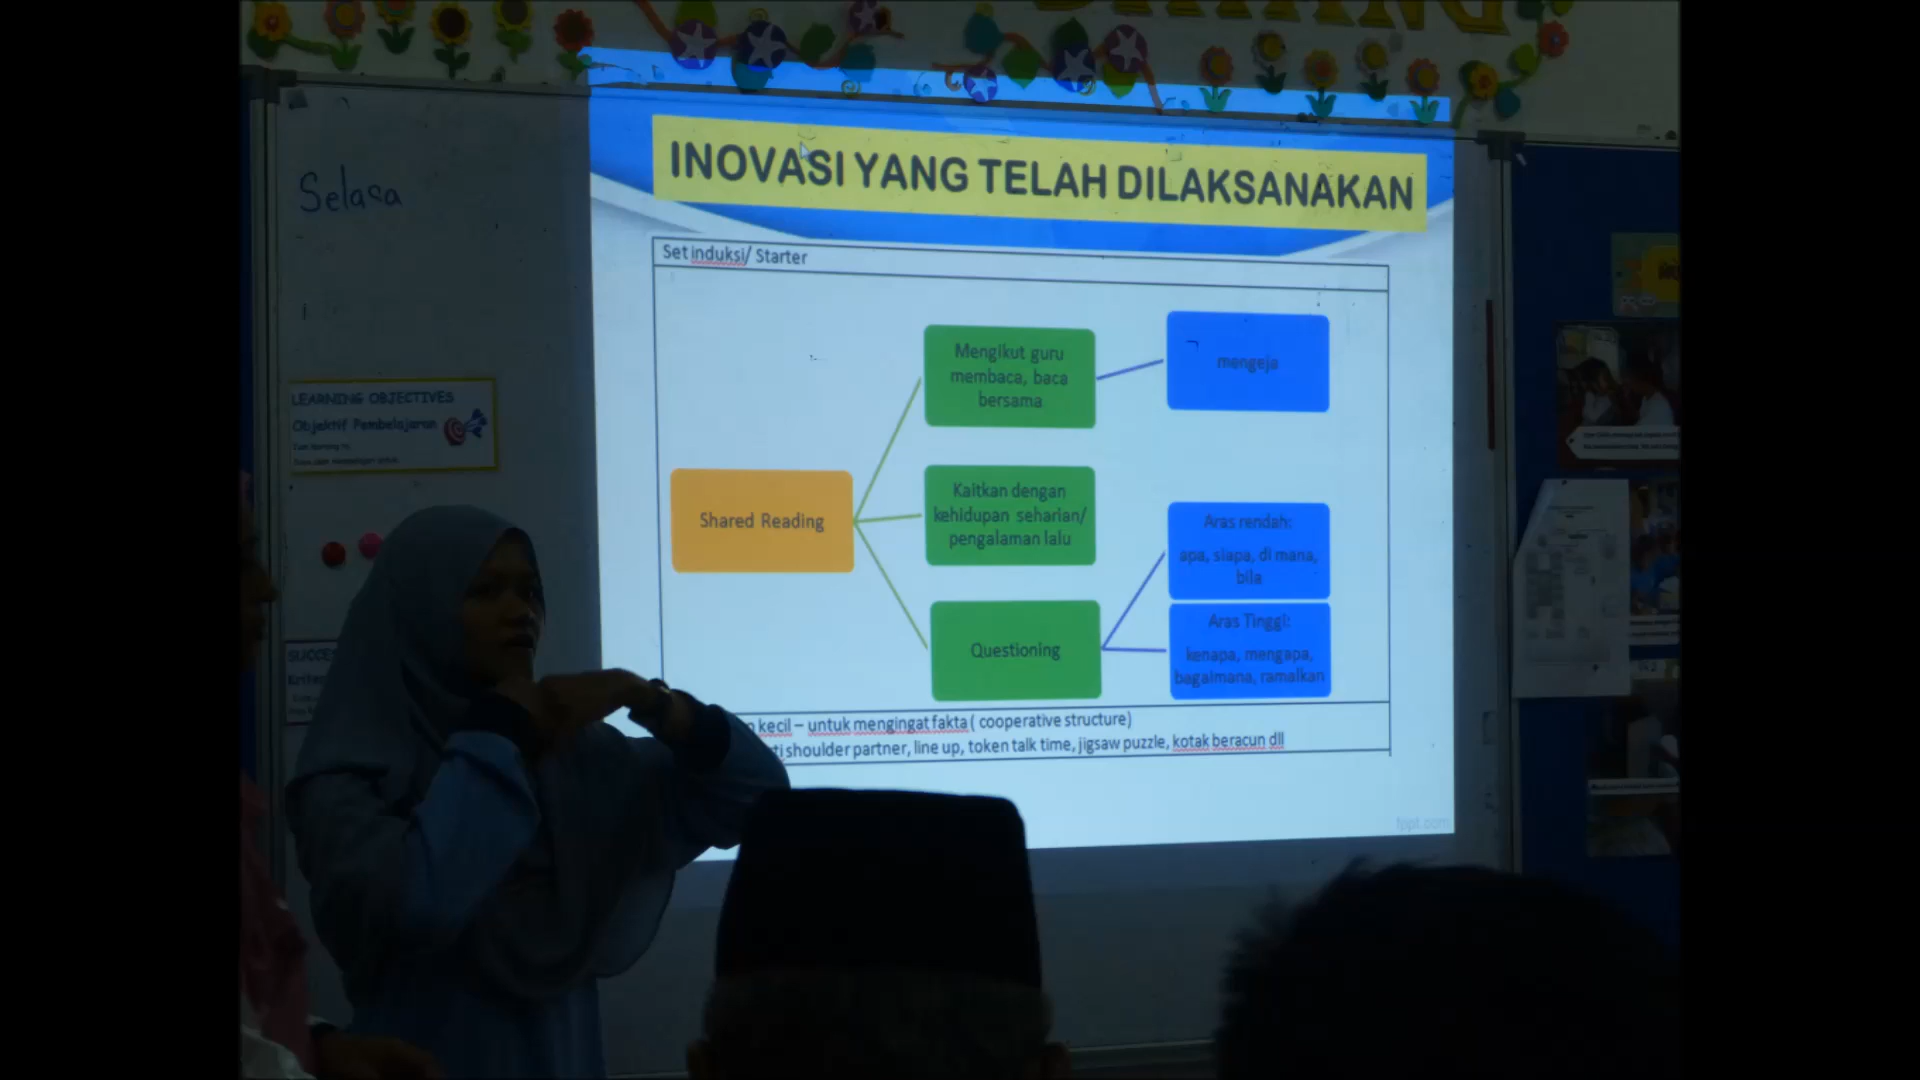 INOVASI YANG TELAH DILAKSANAKAN
Selasa
Set induksi/ Starter
Mengikut guru
membaca, baca
bersama
mengeja
LEARNING OBJECTIVES
Objektif Pembelajaran
Shared Reading
Kaitkan dengan
kehidupan seharian/
pengalaman lalu
Aras rendah:
apa, siapa, di mana,
bila
Questioning
Aras Tinggi:
kenapa, mengapa,
bagaimana, ramalkan
kecil – untuk mengingat fakta ( cooperative structure)
shoulder partner, line up, token talk time, jigsaw puzzle, kotak beracun dll
fppt.com